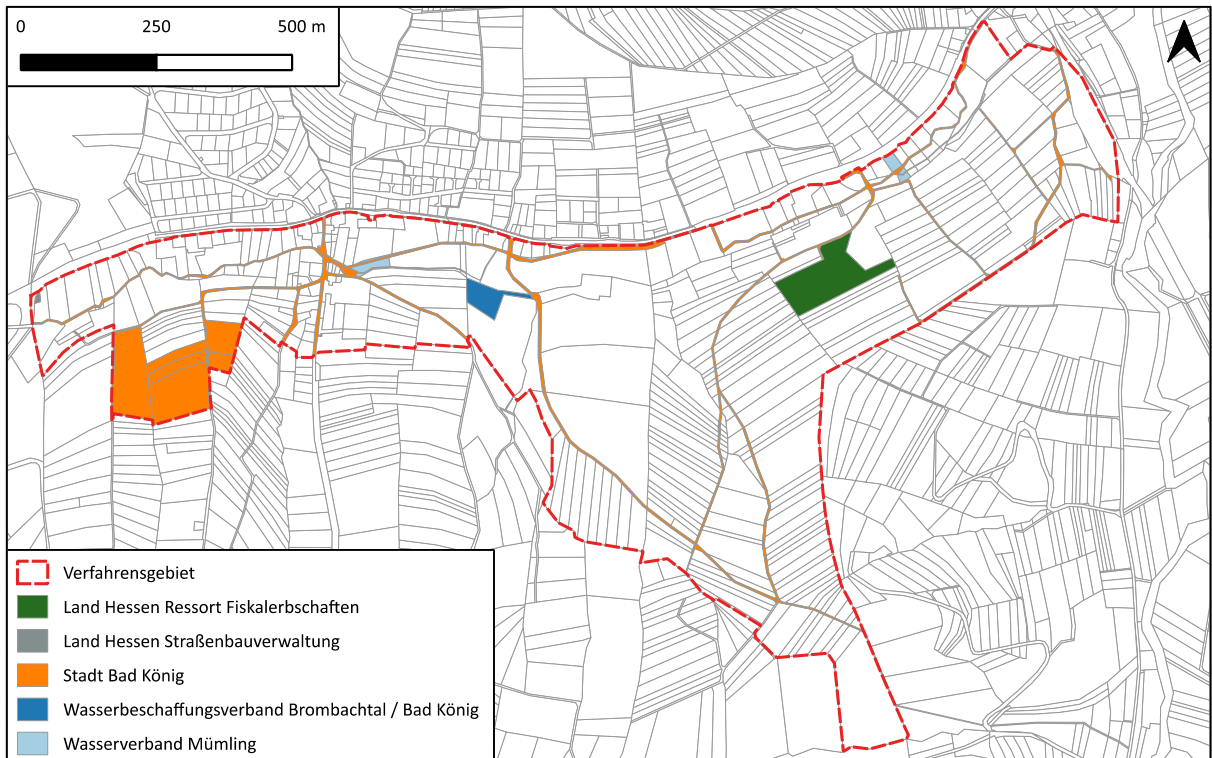 0 250 500 m
Verfahrensgebiet
Land Hessen Ressort Fiskalerbschaften
Land Hessen Straßenbauverwaltung
Stadt Bad König
Wasserbeschaffungsverband Brombachtal / Bad König
Wasserverband Mümling